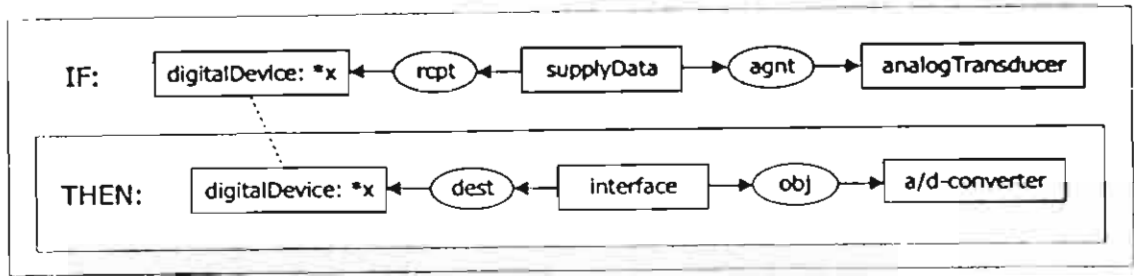 IF: digitalDevice: *x rcpt supplyData agnt analogTransducer
THEN: digitalDevice: *x dest interface obj a/d-converter